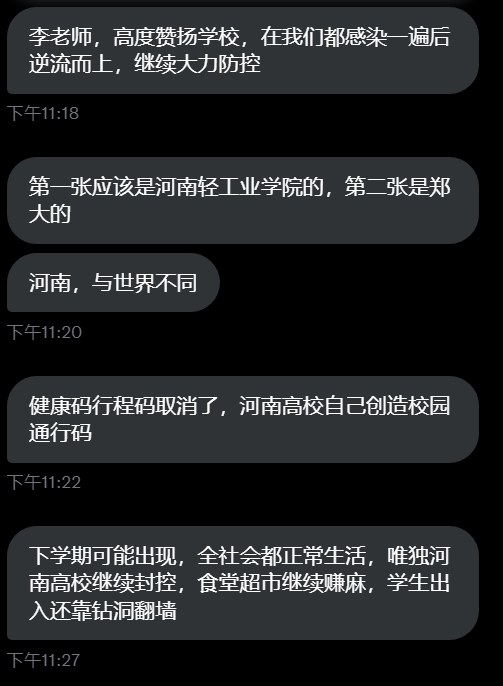 李老师，高度赞扬学校，在我们都感染一遍后
逆流而上，继续大力防控
下午11:18
第一张应该是河南轻工业学院的，第二张是郑
大的
河南，与世界不同
下午11:20
健康码行程码取消了，河南高校自己创造校园
通行码
下午11:22
下学期可能出现，全社会都正常生活，唯独河
南高校继续封控，食堂超市继续赚麻，学生出
入还靠钻洞翻墙
下午11:27